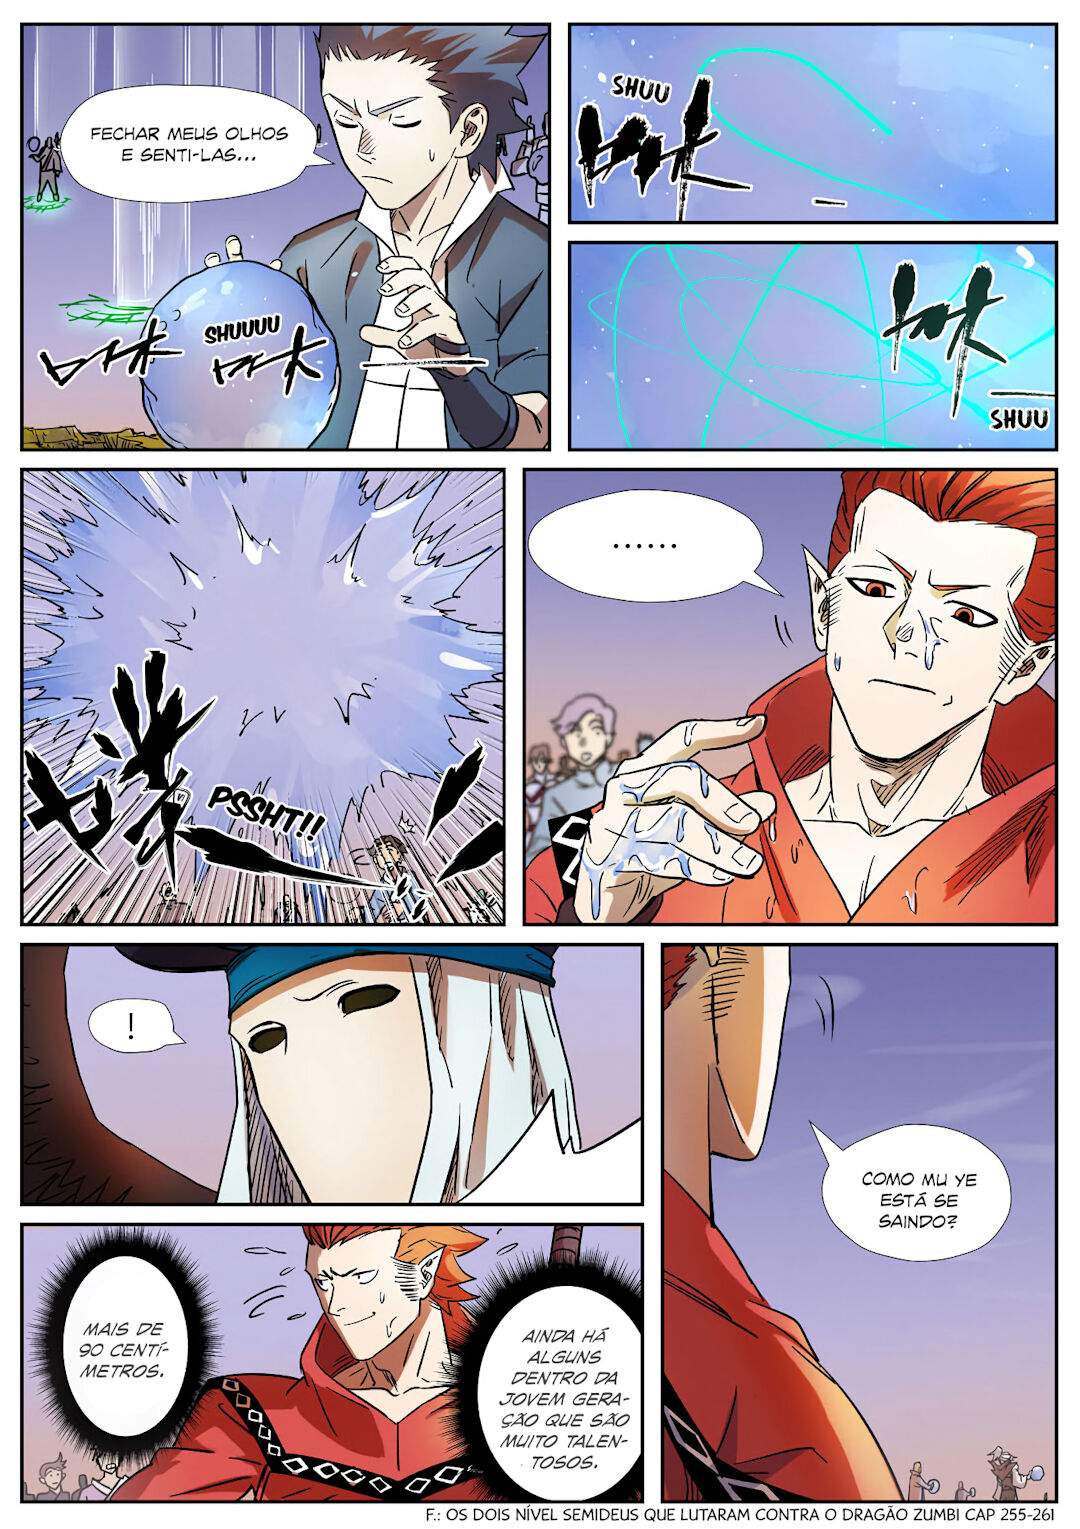 FECHAR MEUS OLHOS
E SENTI-LAS...
SHUU
SHUUUU
SHUU
PSSHT!!
......
!
COMO MU YE
ESTÁ SE
SAINDO?
MAIS DE
90 CENTÍ-
METROS.
AINDA HÁ
ALGUNS
DENTRO DA
JOVEM GERA-
ÇÃO QUE SÃO
MUITO TALEN-
TOSOS.
F.: OS DOIS NÍVEL SEMIDEUS QUE LUTARAM CONTRA O DRAGÃO ZUMBI CAP 255-261